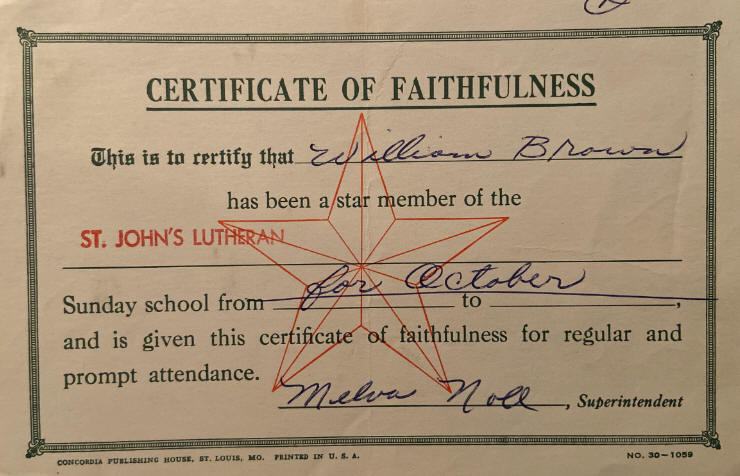 CERTIFICATE OF FAITHFULNESS
This is to certify that William Brown
has been a star member of the
ST. JOHN'S LUTHERAN
for October
Sunday school from to ,
and is given this certificate of faithfulness for regular and
prompt attendance.
Melva Noll , Superintendent
CONCORDIA PUBLISHING HOUSE, ST. LOUIS, MO. PRINTED IN U. S. A. NO. 30-1059